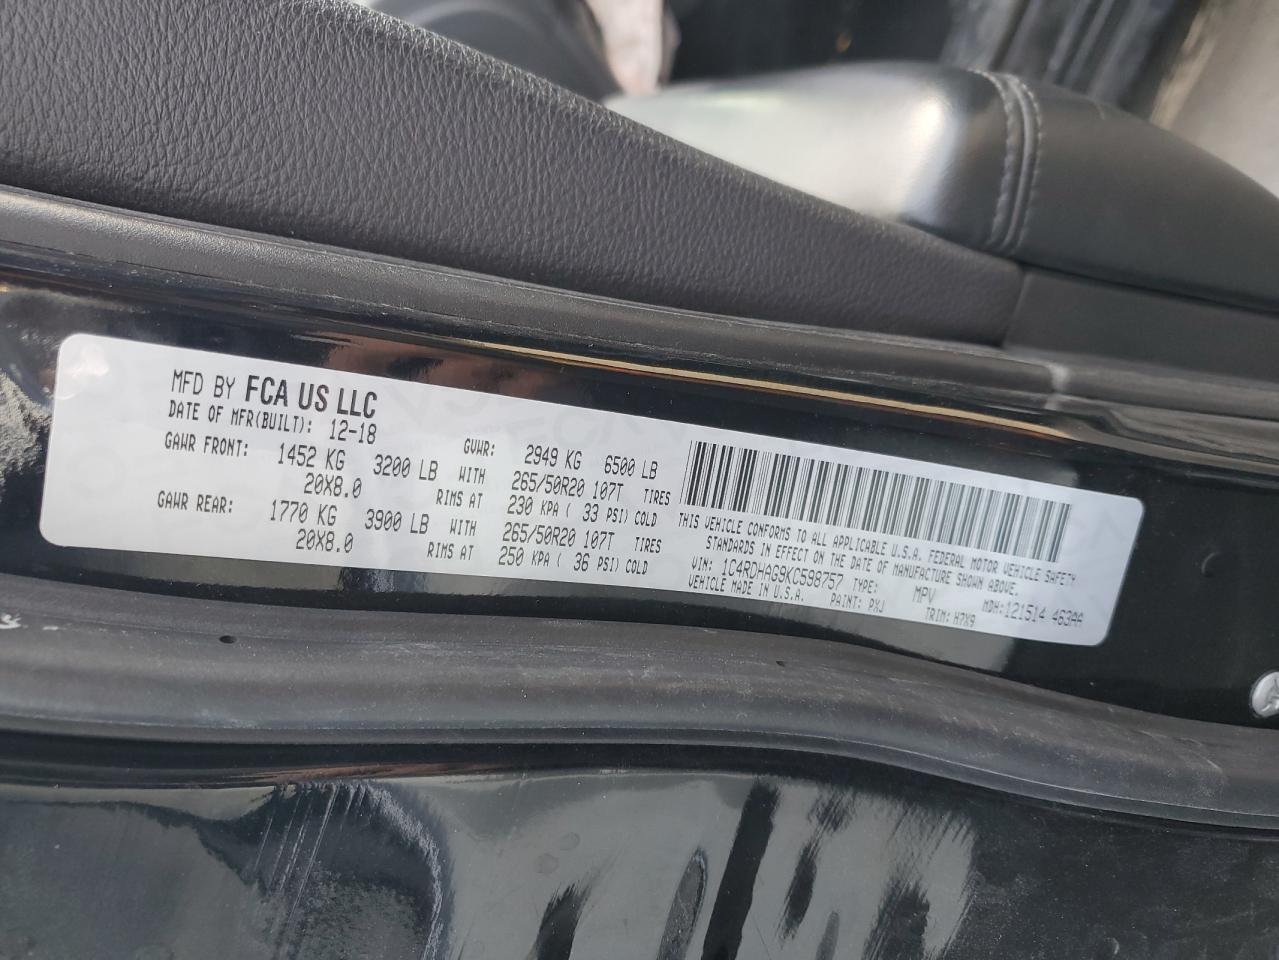 MFD BY FCA US LLC
DATE OF MFR(BUILT): 12-18 GVWR: 2949 KG 6500 LB
GAWR FRONT: 1452 KG 3200 LB WITH 265/50R20 107T TIRES
20X8.0 RIMS AT 230 KPA ( 33 PSI) COLD
GAWR REAR: 1770 KG 3900 LB WITH 265/50R20 107T TIRES
20X8.0 RIMS AT 250 KPA ( 36 PSI) COLD
THIS VEHICLE CONFORMS TO ALL APPLICABLE U.S.A. FEDERAL MOTOR VEHICLE SAFETY
STANDARDS IN EFFECT ON THE DATE OF MANUFACTURE SHOWN ABOVE.
VIN: 1C4RDHAG9KC598757 TYPE: MPV MDH:121514 463AA
VEHICLE MADE IN U.S.A. PAINT: PXJ TRIM: H7X9